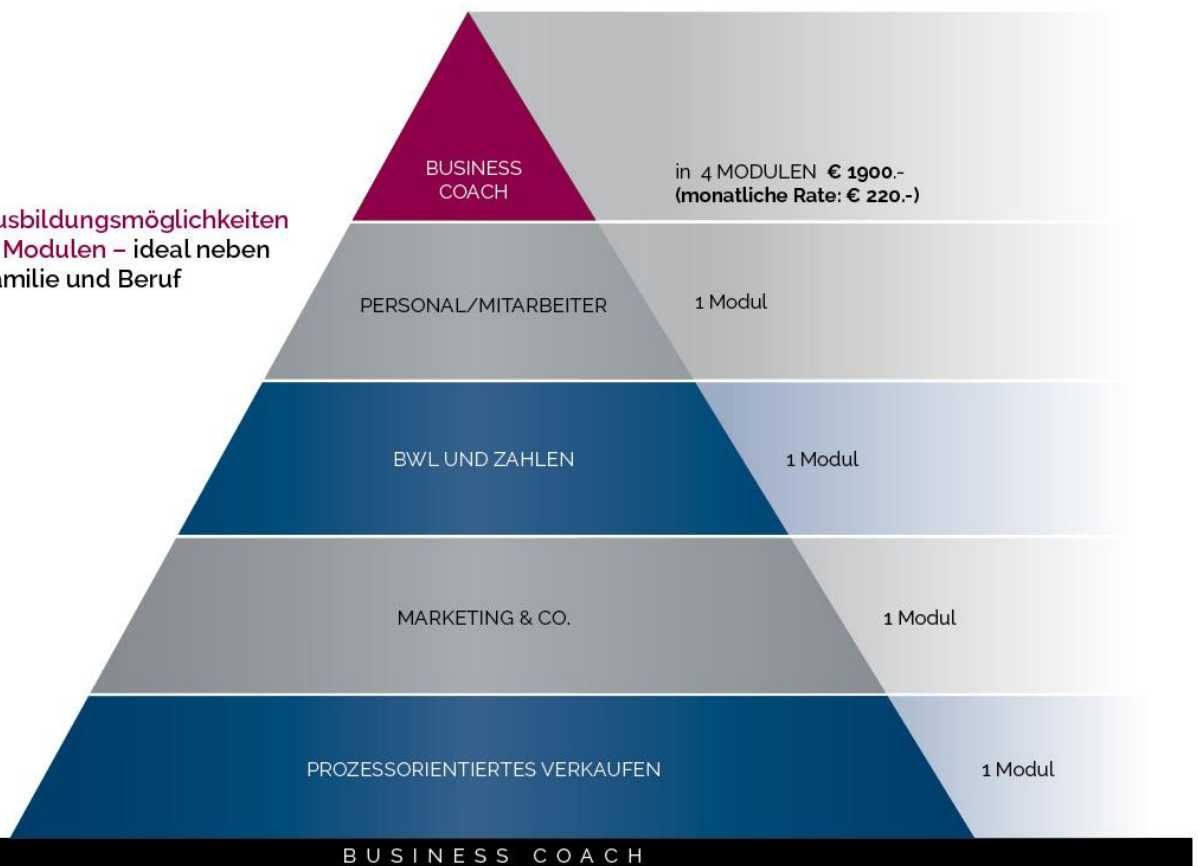 BUSINESS
COACH
in 4 MODULEN € 1900.-
(monatliche Rate: € 220.-)
usbildungsmöglichkeiten
Modulen – ideal neben
amilie und Beruf
PERSONAL/MITARBEITER
1 Modul
BWL UND ZAHLEN
1 Modul
MARKETING & CO.
1 Modul
PROZESSORIENTIERTES VERKAUFEN
1 Modul
BUSINESS COACH